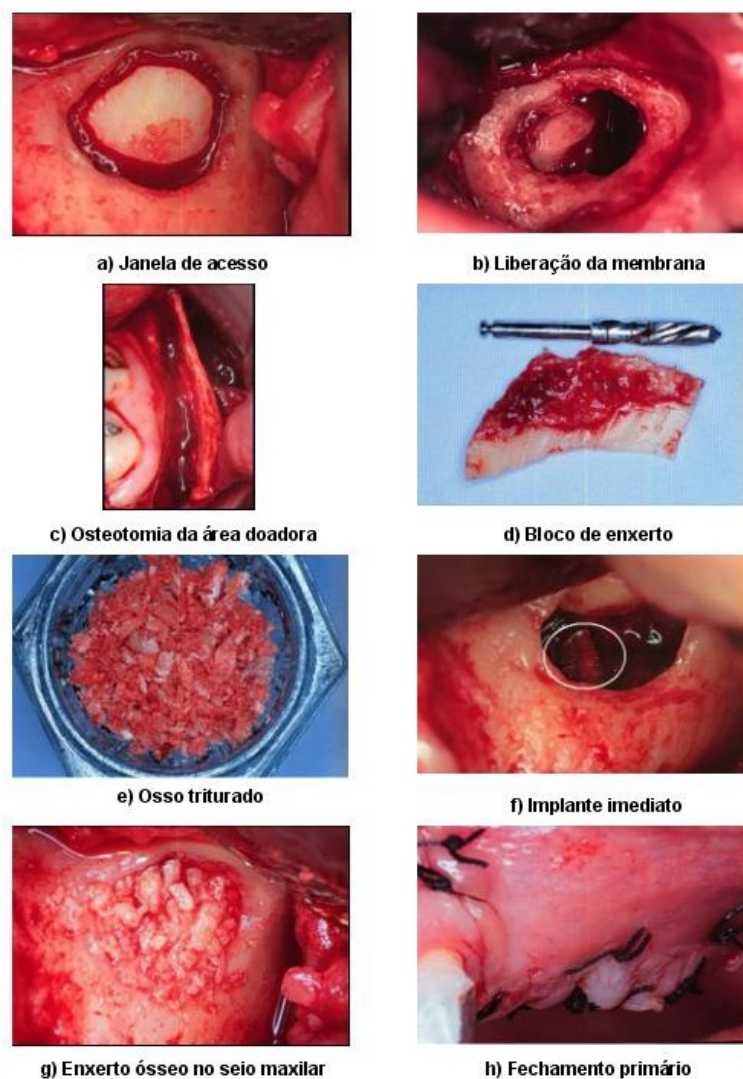 a) Janela de acesso
b) Liberação da membrana
c) Osteotomia da área doadora
d) Bloco de enxerto
e) Osso triturado
f) Implante imediato
g) Enxerto ósseo no seio maxilar
h) Fechamento primário